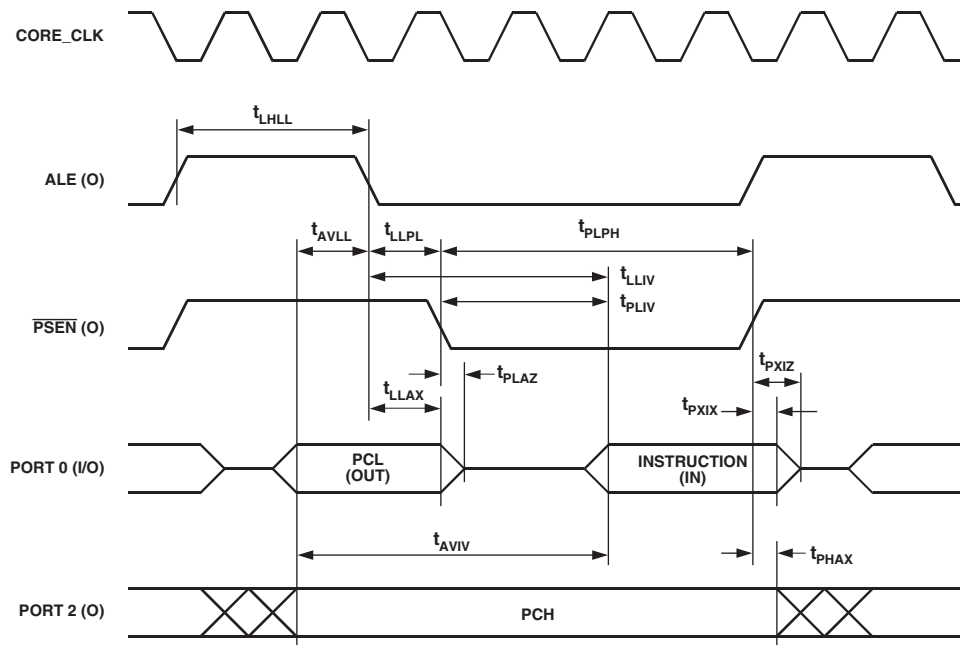 CORE_CLK
tLHLL
ALE (O)
tAVLL tLLPL tPLPH
tLLIV
tPLIV
PSEN (O)
tPXIZ
tPLAZ
tLLAX
tPXIX
PORT 0 (I/O)
PCL
(OUT)
INSTRUCTION
(IN)
tAVIV
tPHAX
PORT 2 (O)
PCH